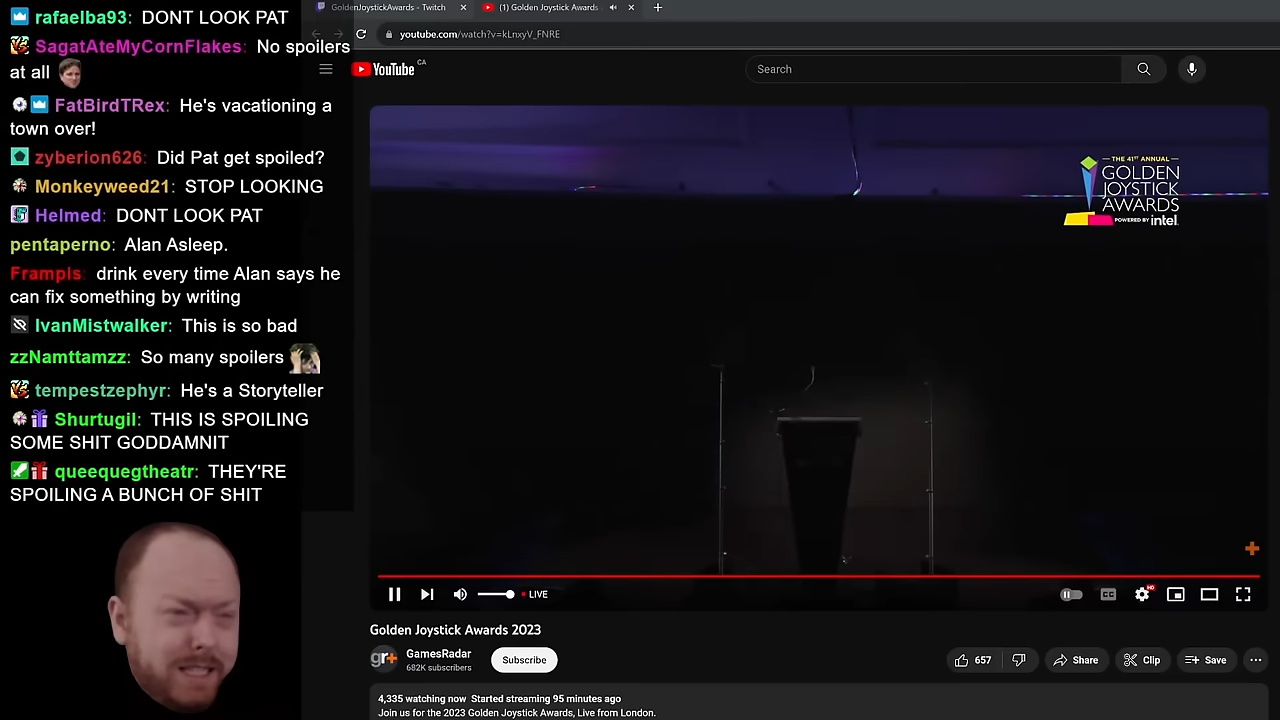 rafaelba93: DONT LOOK PAT
SagatAteMyCornFlakes: No spoilers
at all
FatBirdTRex: He's vacationing a
town over!
zyberion626: Did Pat get spoiled?
Monkeyweed21: STOP LOOKING
Helmed: DONT LOOK PAT
pentaperno: Alan Asleep.
Frampls: drink every time Alan says he
can fix something by writing
IvanMistwalker: This is so bad
zzNamttamzz: So many spoilers
tempestzephyr: He's a Storyteller
Shurtugil: THIS IS SPOILING
SOME SHIT GODDAMNIT
queequegtheatr: THEY'RE
SPOILING A BUNCH OF SHIT
GoldenJoystickAwards - Twitch
(1) Golden Joystick Awards
youtube.com/watch?v=kLnxyV_FNRE
YouTube CA
Search
THE 41ST ANNUAL
GOLDEN
JOYSTICK
AWARDS
POWERED BY intel.
LIVE
CC
HD
Golden Joystick Awards 2023
gr+
GamesRadar
682K subscribers
Subscribe
657
Share
Clip
Save
4,335 watching now Started streaming 95 minutes ago
Join us for the 2023 Golden Joystick Awards, Live from London.